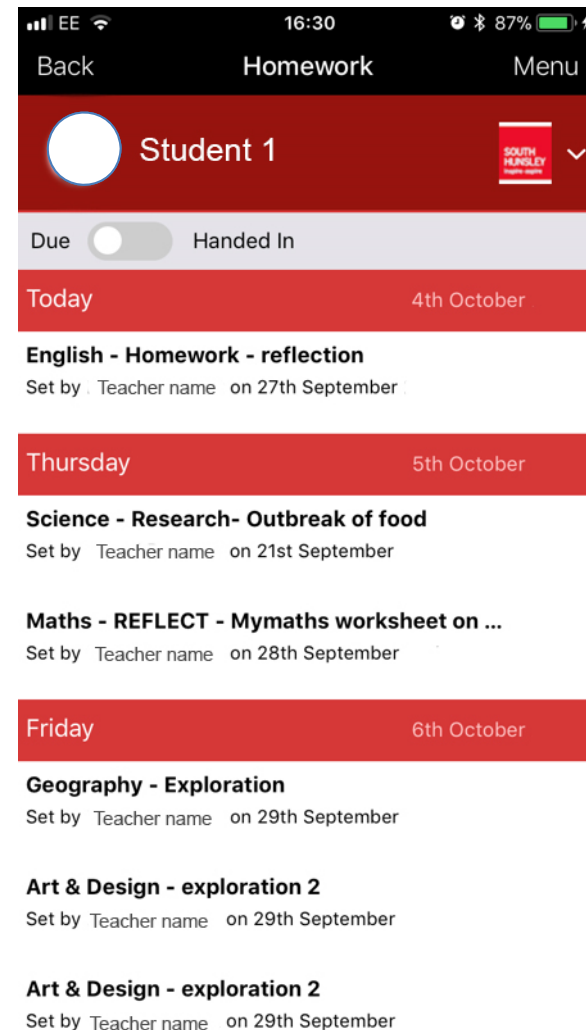 EE 16:30 87%
Back Homework Menu
Student 1
SOUTH
HUNSLEY
inspire-aspire
Due Handed In
Today 4th October
English - Homework - reflection
Set by Teacher name on 27th September
Thursday 5th October
Science - Research- Outbreak of food
Set by Teacher name on 21st September
Maths - REFLECT - Mymaths worksheet on ...
Set by Teacher name on 28th September
Friday 6th October
Geography - Exploration
Set by Teacher name on 29th September
Art & Design - exploration 2
Set by Teacher name on 29th September
Art & Design - exploration 2
Set by Teacher name on 29th September